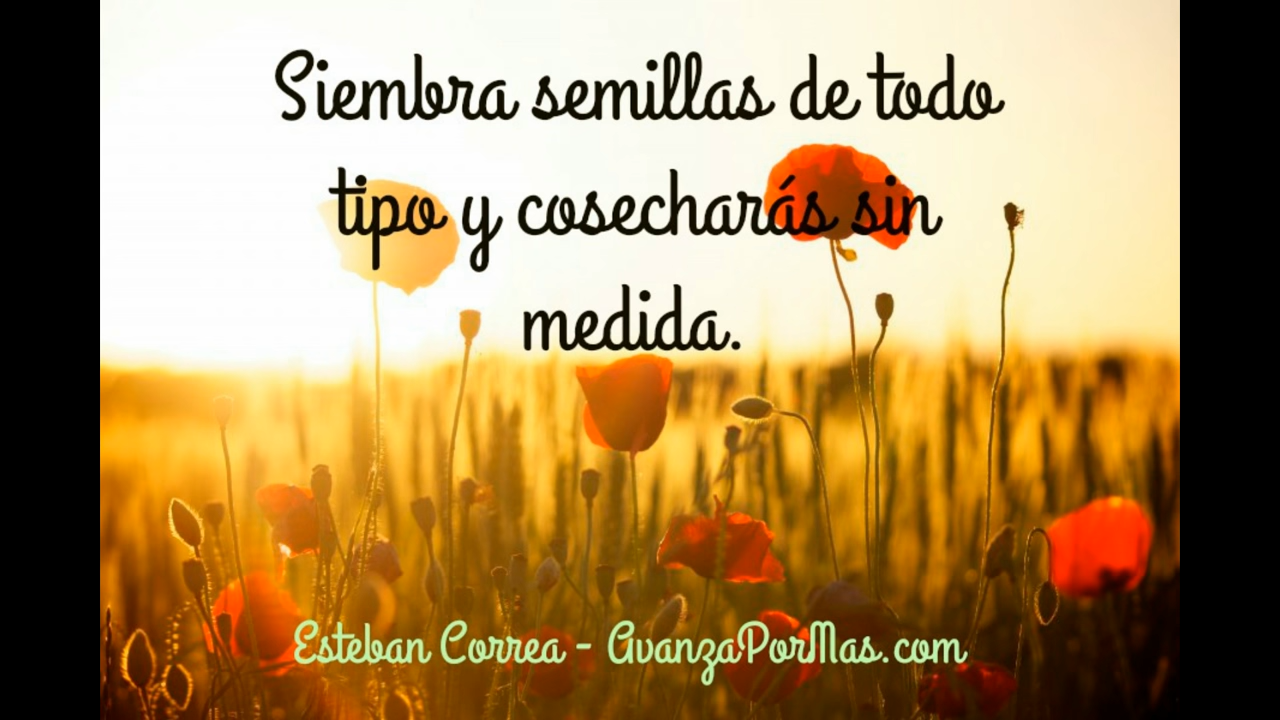 Siembra semillas de todo
tipo y cosecharás sin
medida.
Esteban Correa - AvanzaPorMas.com